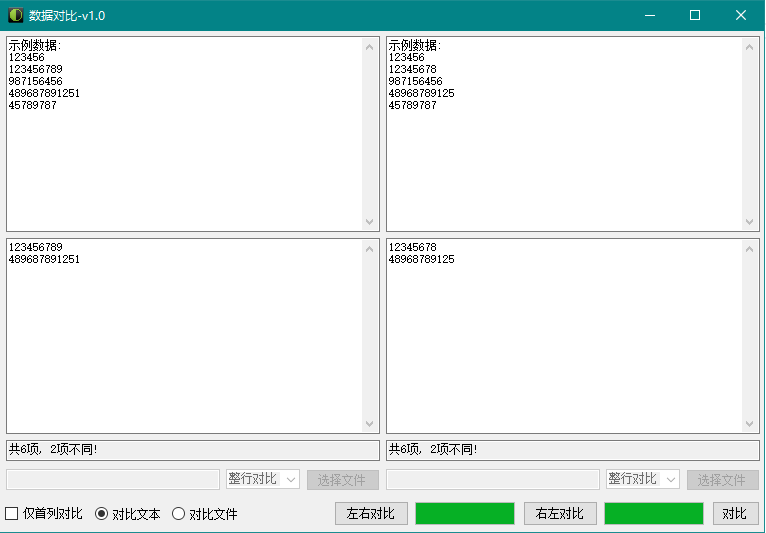 数据对比-v1.0
示例数据:
123456
123456789
987156456
489687891251
45789787
示例数据:
123456
12345678
987156456
48968789125
45789787
123456789
489687891251
12345678
48968789125
共6项, 2项不同!
共6项, 2项不同!
整行对比
选择文件
整行对比
选择文件
仅首列对比
对比文本
对比文件
左右对比
右左对比
对比